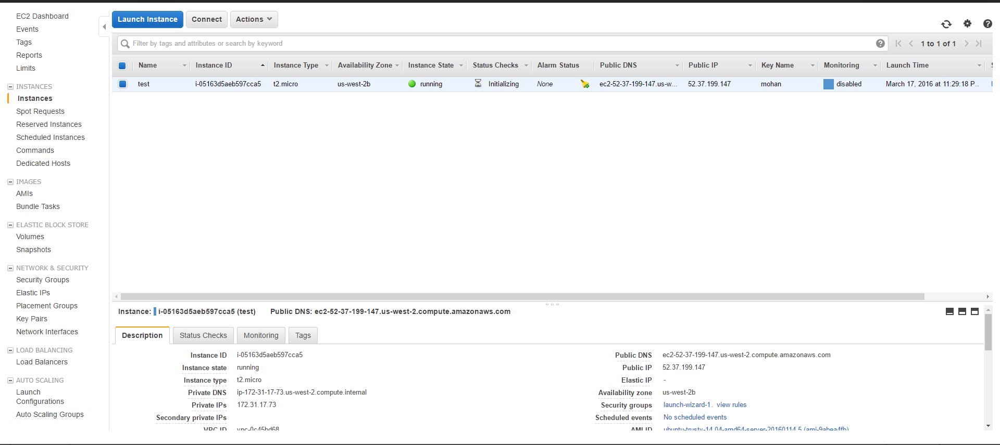 EC2 Dashboard
Events
Tags
Reports
Limits
INSTANCES
Instances
Spot Requests
Reserved Instances
Scheduled Instances
Commands
Dedicated Hosts
IMAGES
AMIs
Bundle Tasks
ELASTIC BLOCK STORE
Volumes
Snapshots
NETWORK & SECURITY
Security Groups
Elastic IPs
Placement Groups
Key Pairs
Network Interfaces
LOAD BALANCING
Load Balancers
AUTO SCALING
Launch
Configurations
Auto Scaling Groups
Launch Instance Connect Actions
Filter by tags and attributes or search by keyword 1 to 1 of 1
Name Instance ID Instance Type Availability Zone Instance State Status Checks Alarm Status Public DNS Public IP Key Name Monitoring Launch Time
test i-05163d5aeb597cca5 t2.micro us-west-2b running Initializing None ec2-52-37-199-147.us-w... 52.37.199.147 mohan disabled March 17, 2016 at 11:29:18 P..
Instance: i-05163d5aeb597cca5 (test) Public DNS: ec2-52-37-199-147.us-west-2.compute.amazonaws.com
Description Status Checks Monitoring Tags
Instance ID i-05163d5aeb597cca5 Public DNS ec2-52-37-199-147.us-west-2.compute.amazonaws.com
Instance state running Public IP 52.37.199.147
Instance type t2.micro Elastic IP -
Private DNS ip-172-31-17-73.us-west-2.compute.internal Availability zone us-west-2b
Private IPs 172.31.17.73 Security groups launch-wizard-1. view rules
Secondary private IPs Scheduled events No scheduled events
VPC ID vpc-0c45bd68 AMI ID ubuntu-trusty-14.04-amd64-server-20160114.5 (ami-9abea4fb)